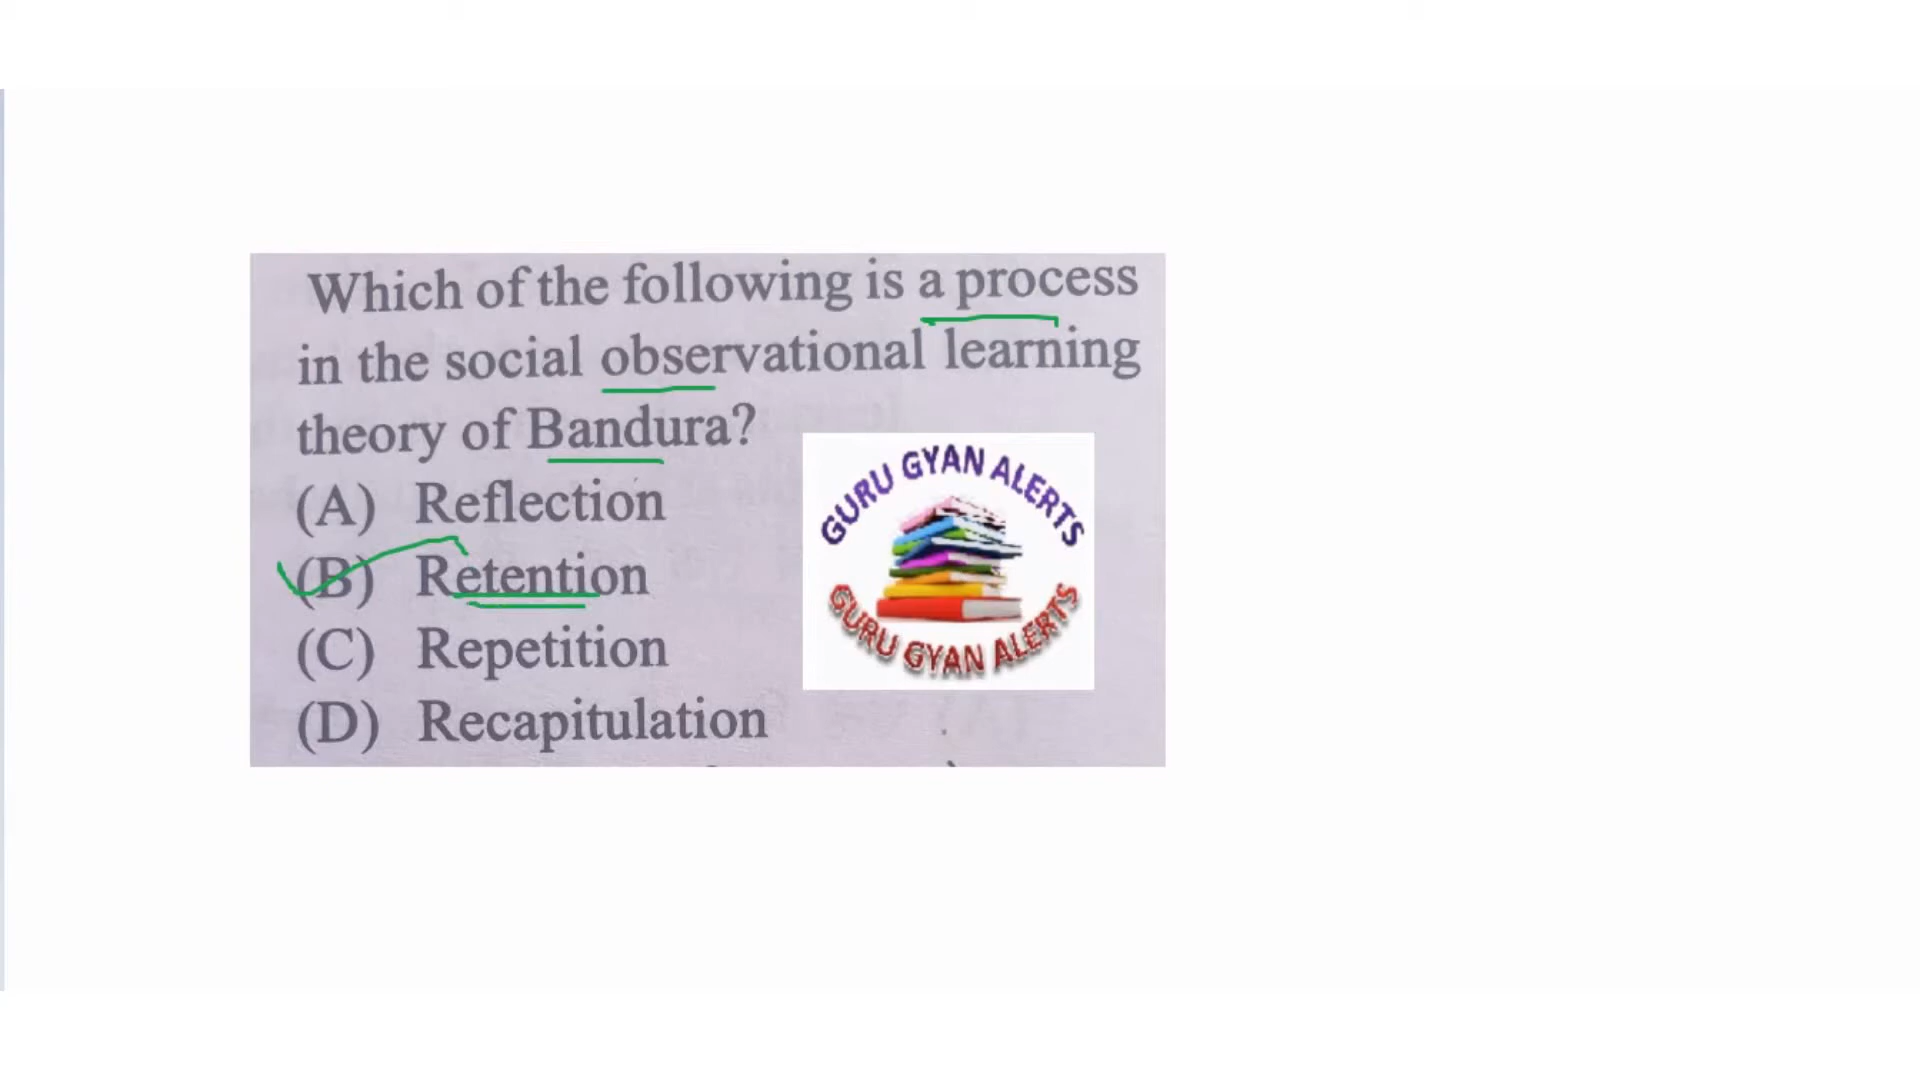 Which of the following is a process
in the social observational learning
theory of Bandura?
(A) Reflection
(B) Retention
(C) Repetition
(D) Recapitulation
GURU GYAN ALERTS
GURU GYAN ALERTS